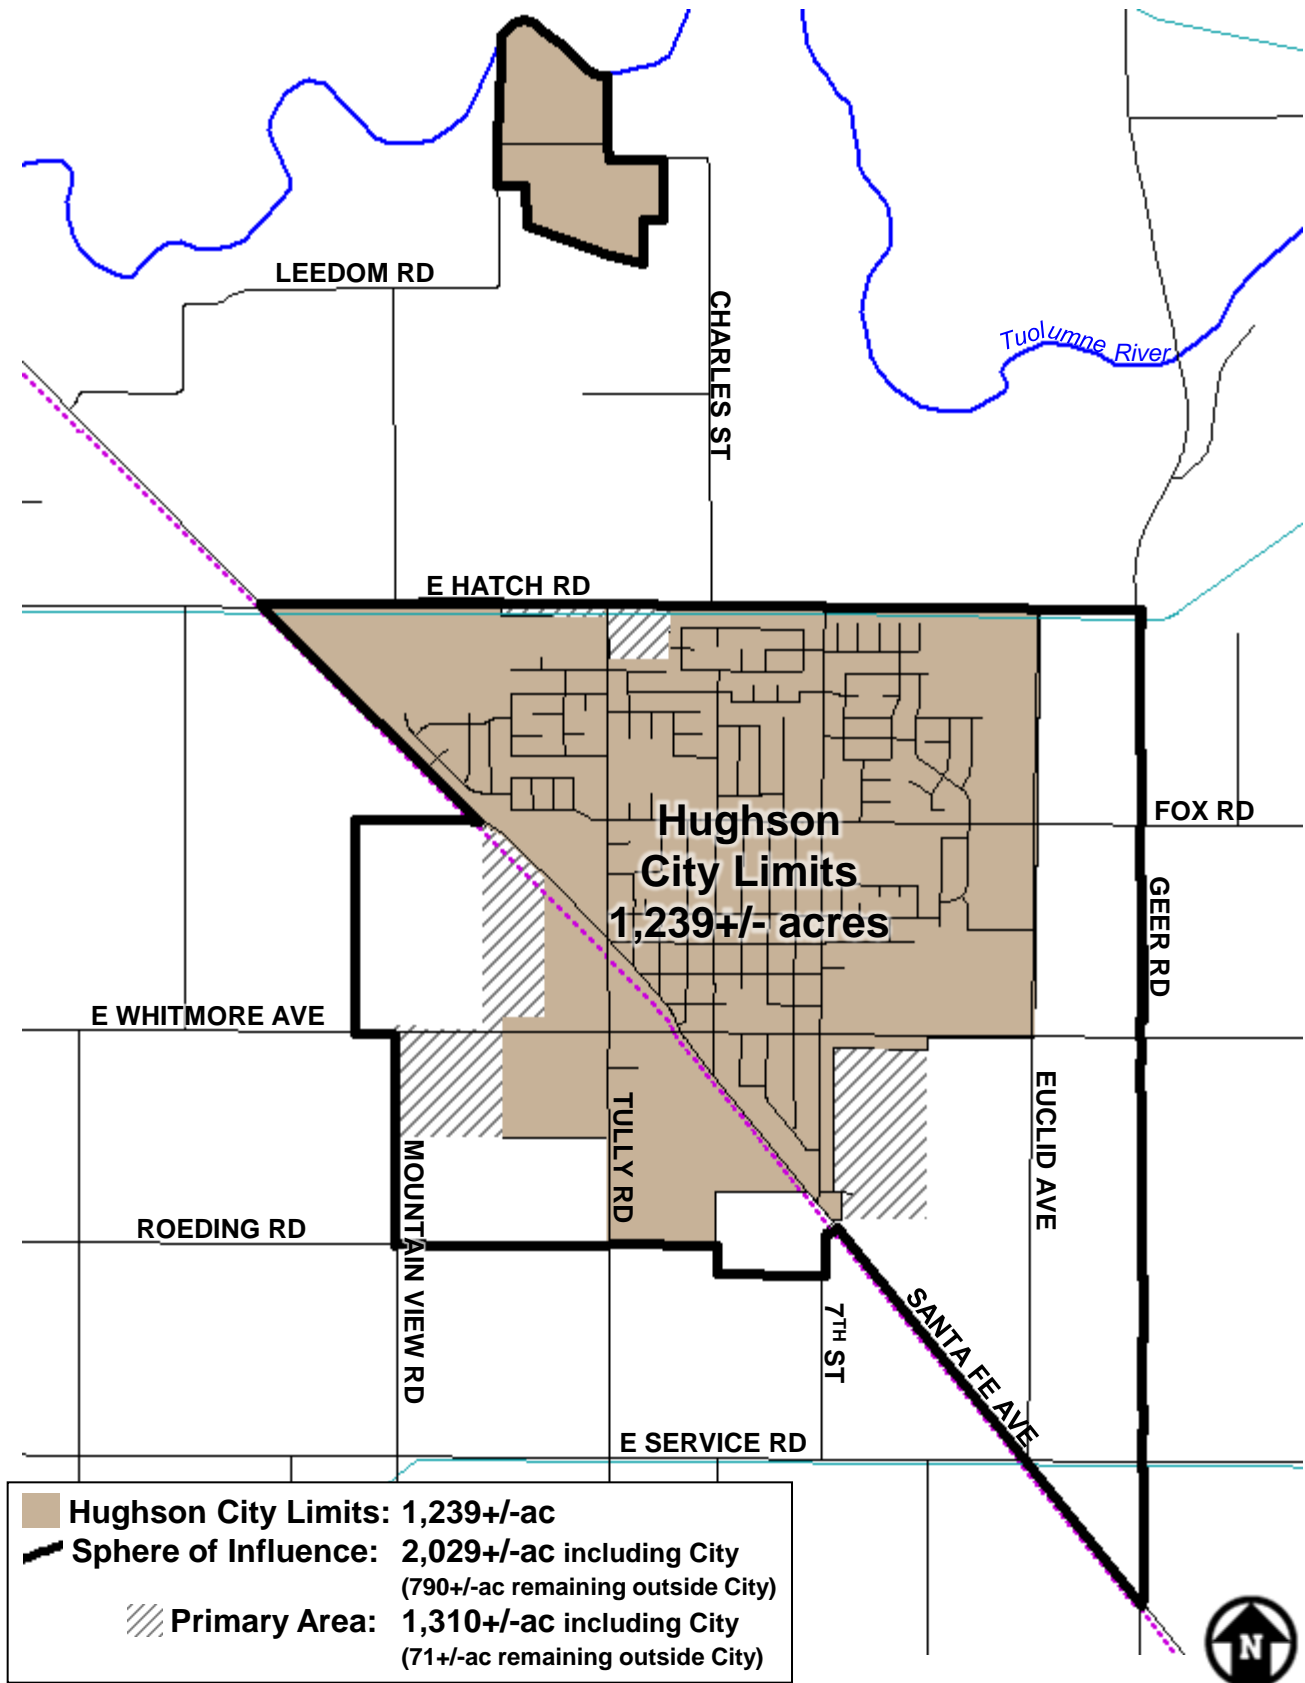 LEEDOM RD
CHARLES ST
Tuolumne River
E HATCH RD
FOX RD
Hughson
City Limits
1,239+/- acres
GEER RD
E WHITMORE AVE
EUCLID AVE
TULLY RD
MOUNTAIN VIEW RD
ROEDING RD
SANTA FE AVE
7TH ST
E SERVICE RD
Hughson City Limits: 1,239+/-ac
Sphere of Influence: 2,029+/-ac including City
(790+/-ac remaining outside City)
Primary Area: 1,310+/-ac including City
(71+/-ac remaining outside City)
N